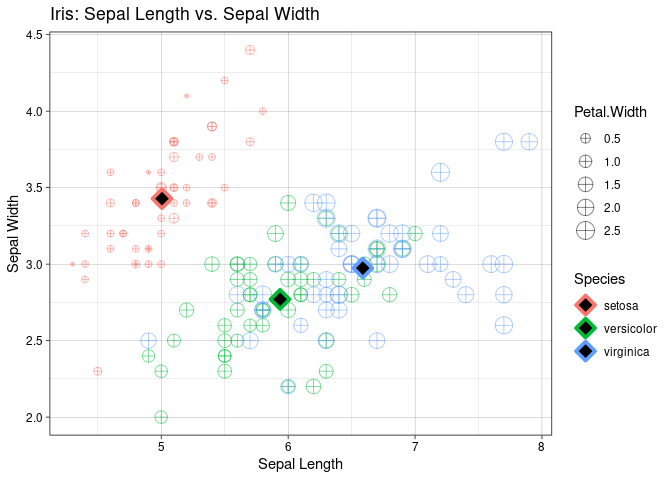 Iris: Sepal Length vs. Sepal Width
4.5
4.0
3.5
3.0
2.5
2.0
Sepal Width
5 6 7 8
Sepal Length
Petal.Width
0.5
1.0
1.5
2.0
2.5
Species
setosa
versicolor
virginica